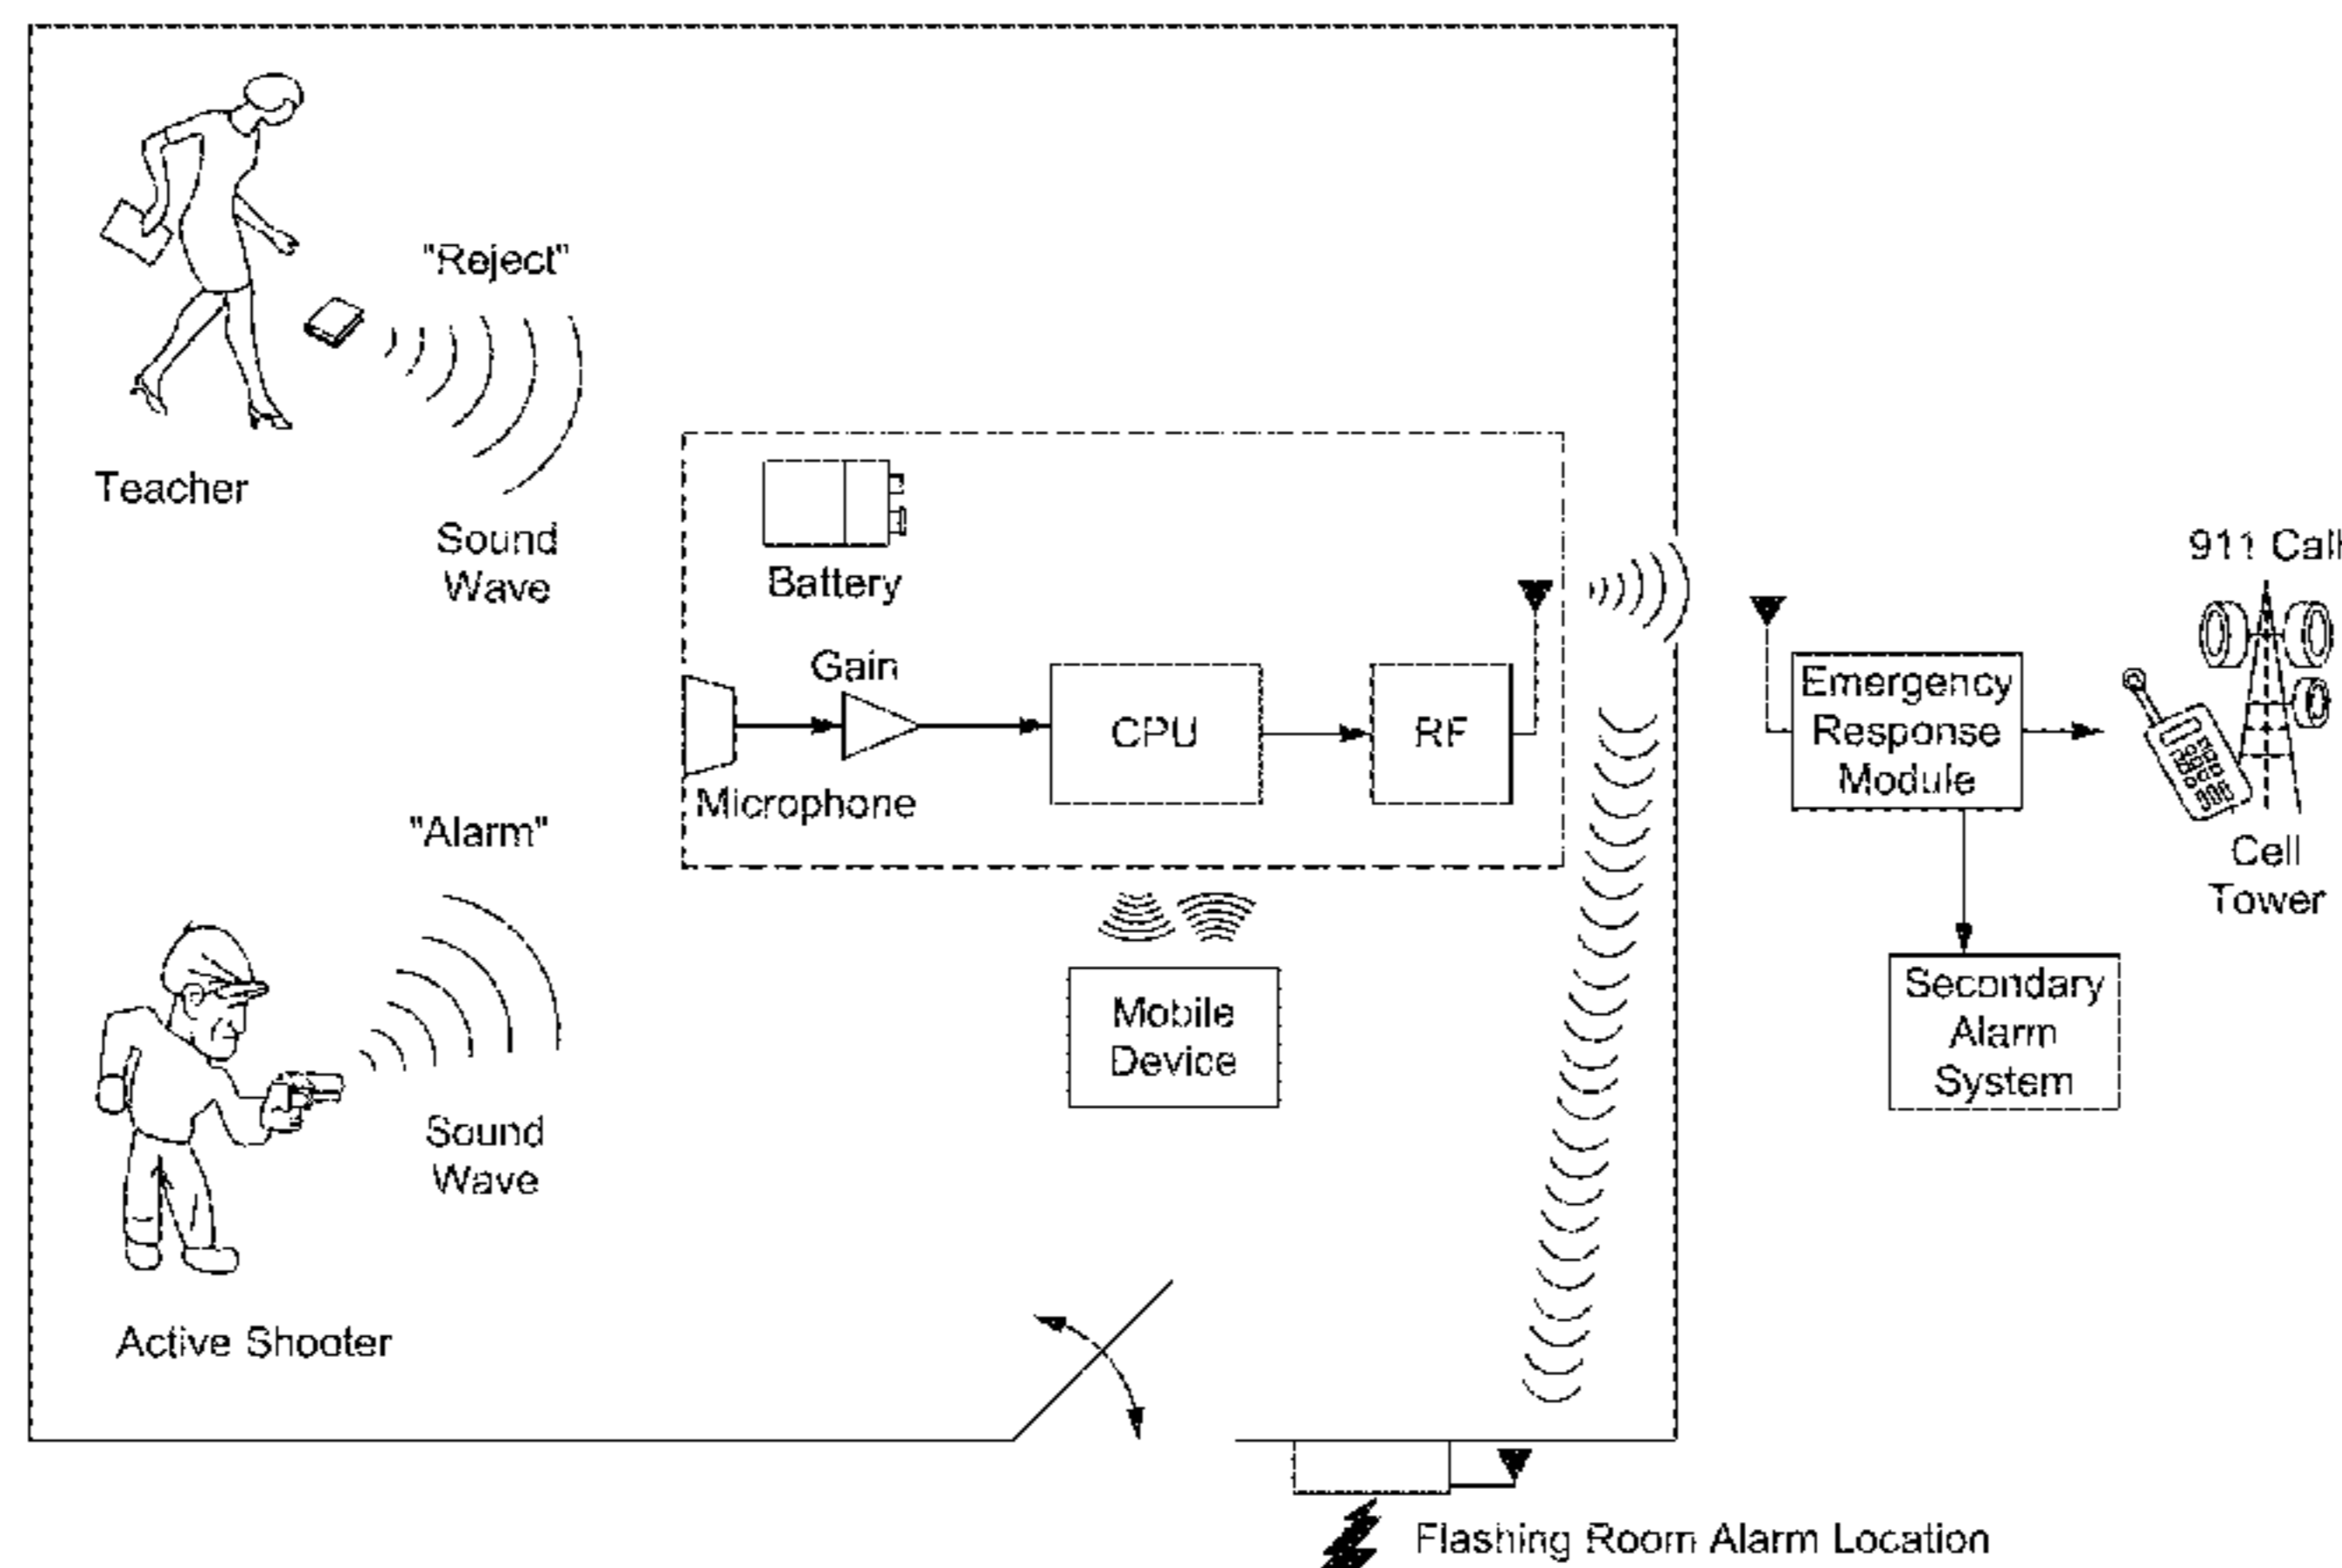 "Reject"
Teacher
Sound
Wave
Battery
Gain
Microphone
CPU
RF
911 Call
Emergency
Response
Module
Cell
Tower
"Alarm"
Sound
Wave
Active Shooter
Mobile
Device
Secondary
Alarm
System
Flashing Room Alarm Location